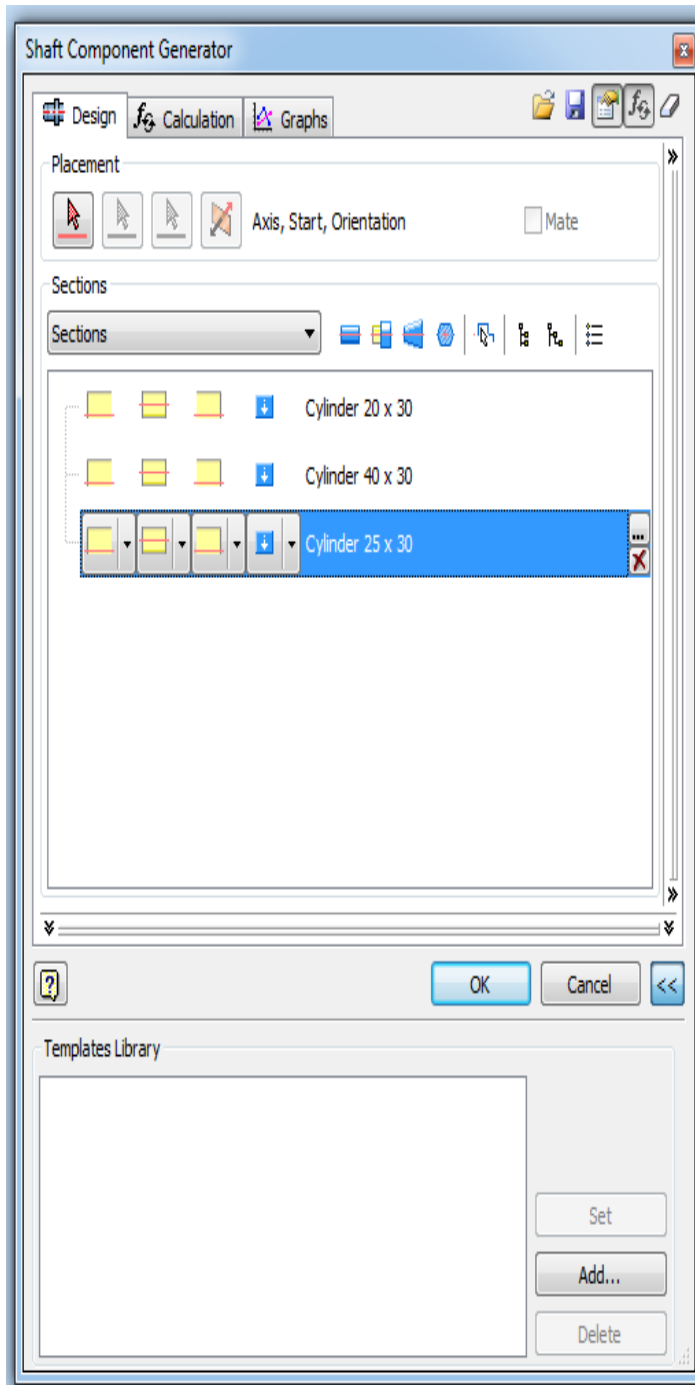 Shaft Component Generator
Design
Calculation
Graphs
Placement
Axis, Start, Orientation
Mate
Sections
Sections
Cylinder 20 x 30
Cylinder 40 x 30
Cylinder 25 x 30
...
OK
Cancel
<<
Templates Library
Set
Add...
Delete